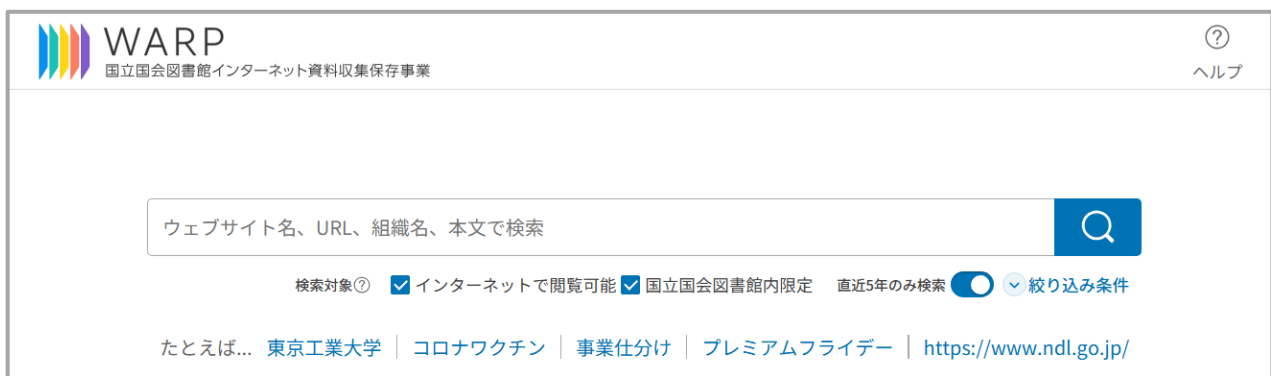 WARP
国立国会図書館インターネット資料収集保存事業
?
ヘルプ
ウェブサイト名、URL、組織名、本文で検索
検索対象? インターネットで閲覧可能 国立国会図書館内限定 直近5年のみ検索 絞り込み条件
たとえば... 東京工業大学 | コロナワクチン | 事業仕分け | プレミアムフライデー | https://www.ndl.go.jp/